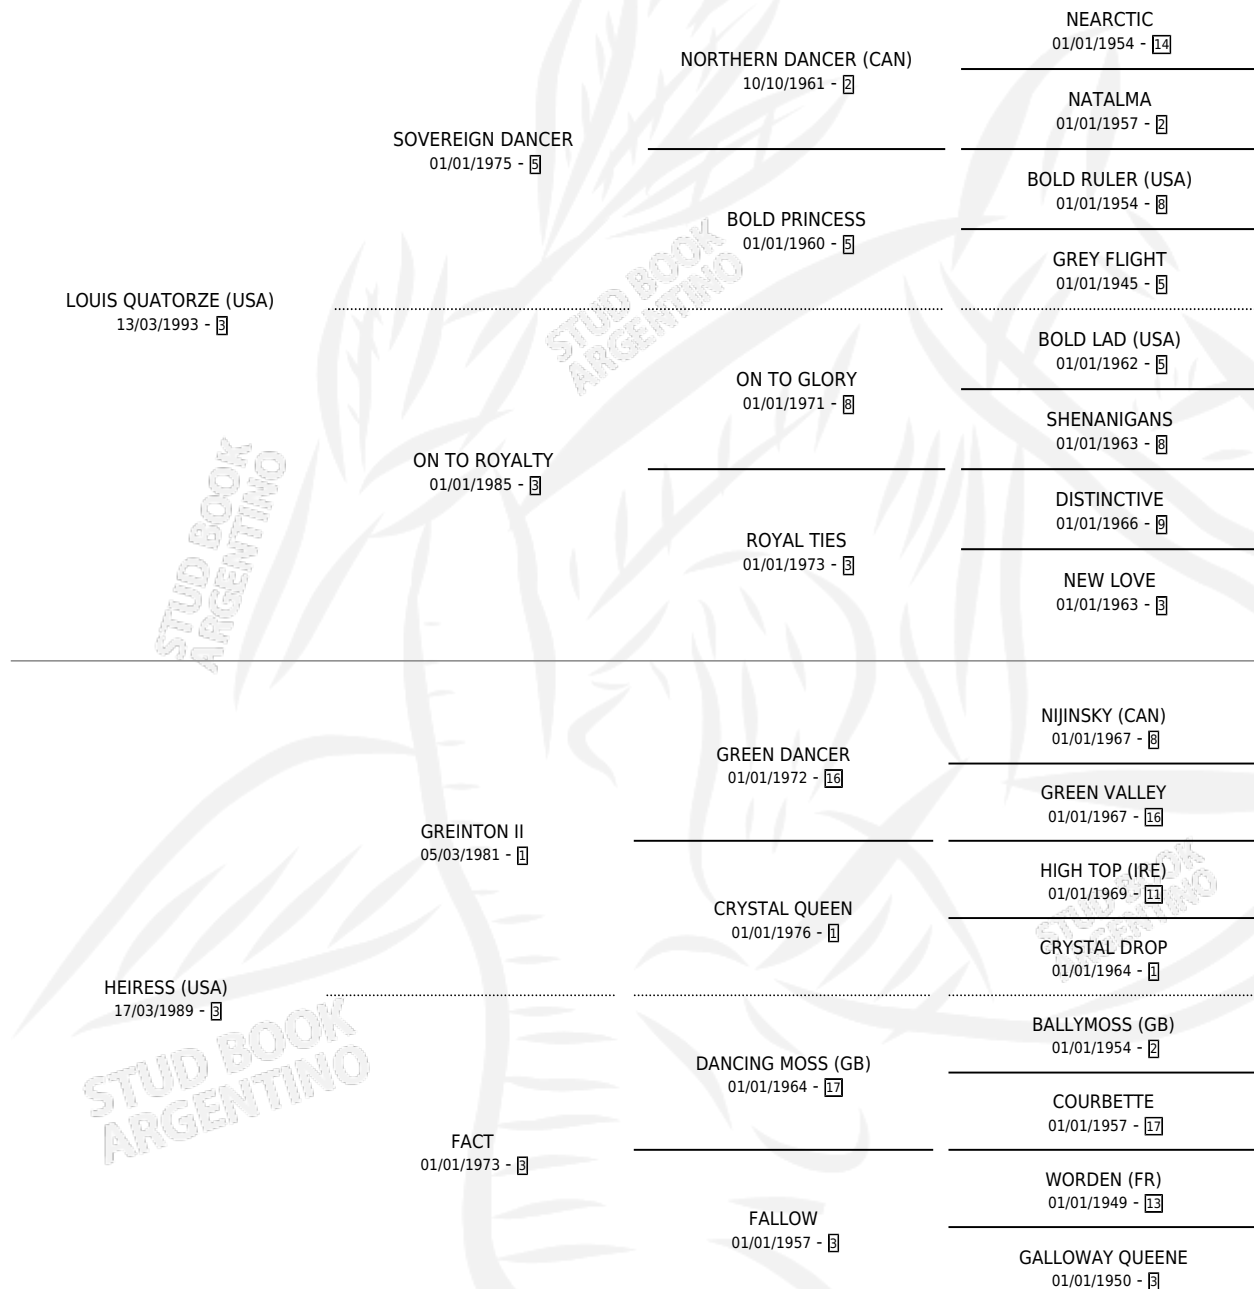 NEARCTIC
01/01/1954 - 14
NORTHERN DANCER (CAN)
10/10/1961 - 2
NATALMA
01/01/1957 - 2
SOVEREIGN DANCER
01/01/1975 - 5
BOLD RULER (USA)
01/01/1954 - 8
BOLD PRINCESS
01/01/1960 - 5
GREY FLIGHT
01/01/1945 - 5
LOUIS QUATORZE (USA)
13/03/1993 - 3
BOLD LAD (USA)
01/01/1962 - 5
ON TO GLORY
01/01/1971 - 8
SHENANIGANS
01/01/1963 - 8
ON TO ROYALTY
01/01/1985 - 3
DISTINCTIVE
01/01/1966 - 9
ROYAL TIES
01/01/1973 - 3
NEW LOVE
01/01/1963 - 3
NIJINSKY (CAN)
01/01/1967 - 8
GREEN DANCER
01/01/1972 - 16
GREEN VALLEY
01/01/1967 - 16
GREINTON II
05/03/1981 - 1
HIGH TOP (IRE)
01/01/1969 - 11
CRYSTAL QUEEN
01/01/1976 - 1
CRYSTAL DROP
01/01/1964 - 1
HEIRESS (USA)
17/03/1989 - 3
BALLYMOSS (GB)
01/01/1954 - 2
DANCING MOSS (GB)
01/01/1964 - 17
COURBETTE
01/01/1957 - 17
FACT
01/01/1973 - 3
WORDEN (FR)
01/01/1949 - 13
FALLOW
01/01/1957 - 3
GALLOWAY QUEENE
01/01/1950 - 3
STUD BOOK
ARGENTINO
STUD BOOK
ARGENTINO
STUD BOOK
ARGENTINO
STUD BOOK
ARGENTINO